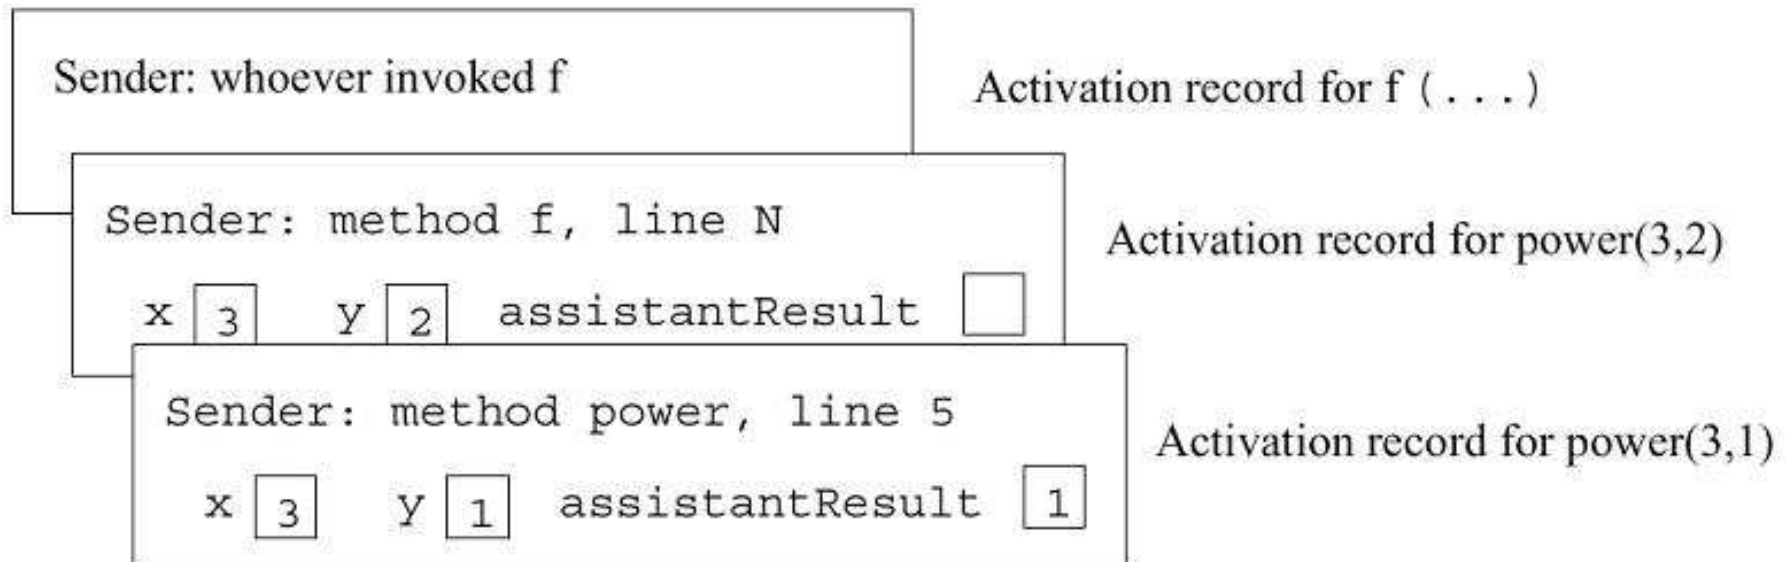 Sender: whoever invoked f
Activation record for f (...)
Sender: method f, line N
Activation record for power(3,2)
x 3 y 2 assistantResult
Sender: method power, line 5
Activation record for power(3,1)
x 3 y 1 assistantResult 1